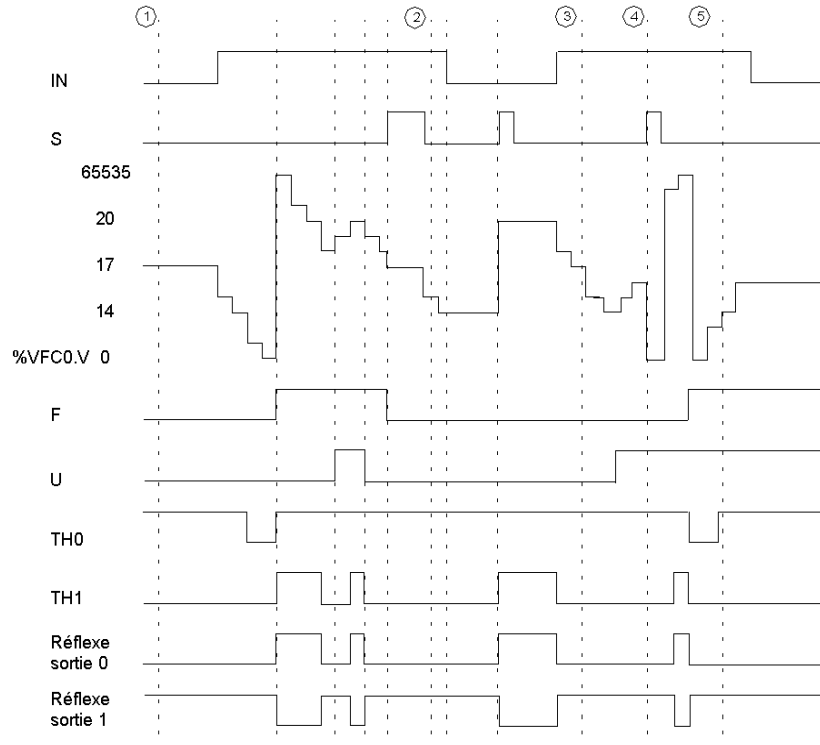 1 2 3 4 5
IN
S
65535
20
17
14
%VFC0.V 0
F
U
TH0
TH1
Réflexe
sortie 0
Réflexe
sortie 1